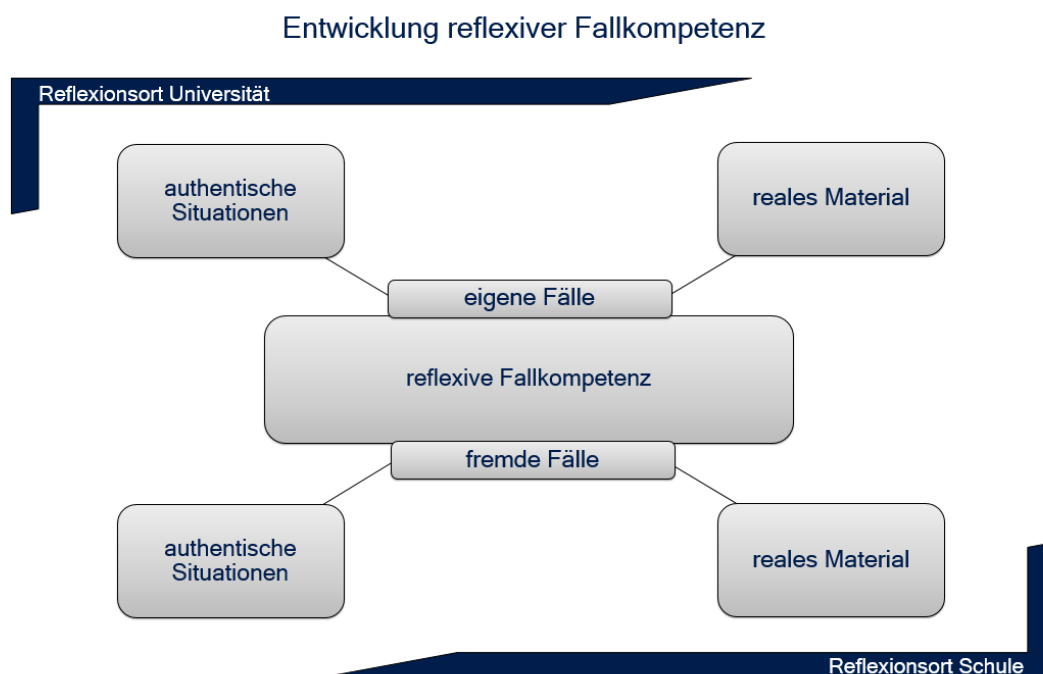 Entwicklung reflexiver Fallkompetenz
Reflexionsort Universität
authentische
Situationen
reales Material
eigene Fälle
reflexive Fallkompetenz
fremde Fälle
authentische
Situationen
reales Material
Reflexionsort Schule